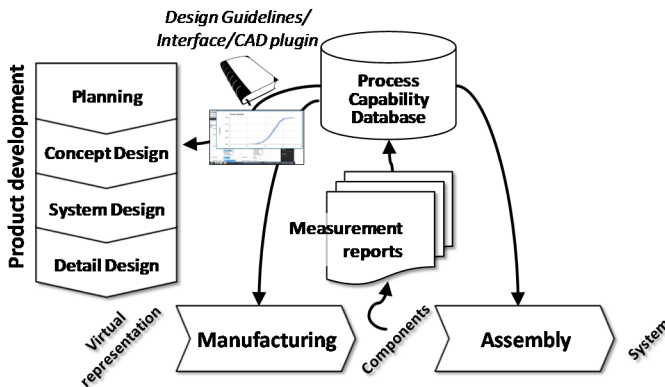 Design Guidelines/
Interface/CAD plugin
Product development
Planning
Concept Design
System Design
Detail Design
Process
Capability
Database
Measurement
reports
Virtual
representation
Manufacturing
Components
Assembly
System